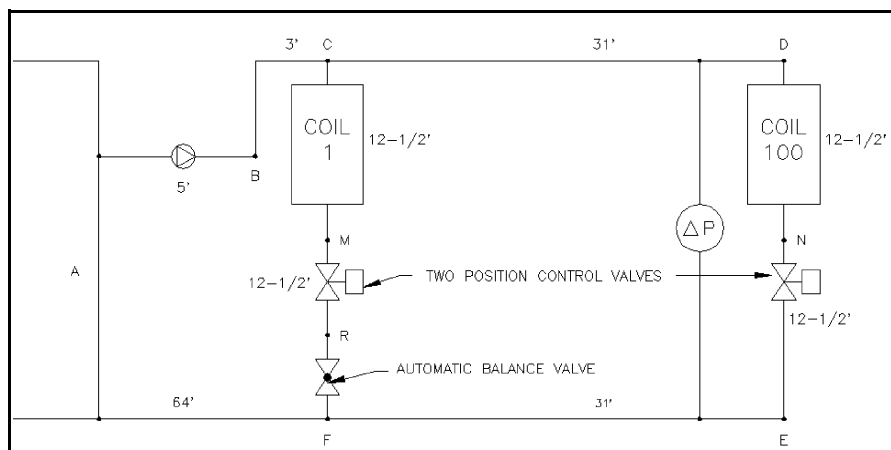 3' C 31' D
COIL
1
12-1/2'
COIL
100
12-1/2'
5' B
ΔP
M N
A
12-1/2' TWO POSITION CONTROL VALVES
12-1/2'
R
AUTOMATIC BALANCE VALVE
64' 31'
F E